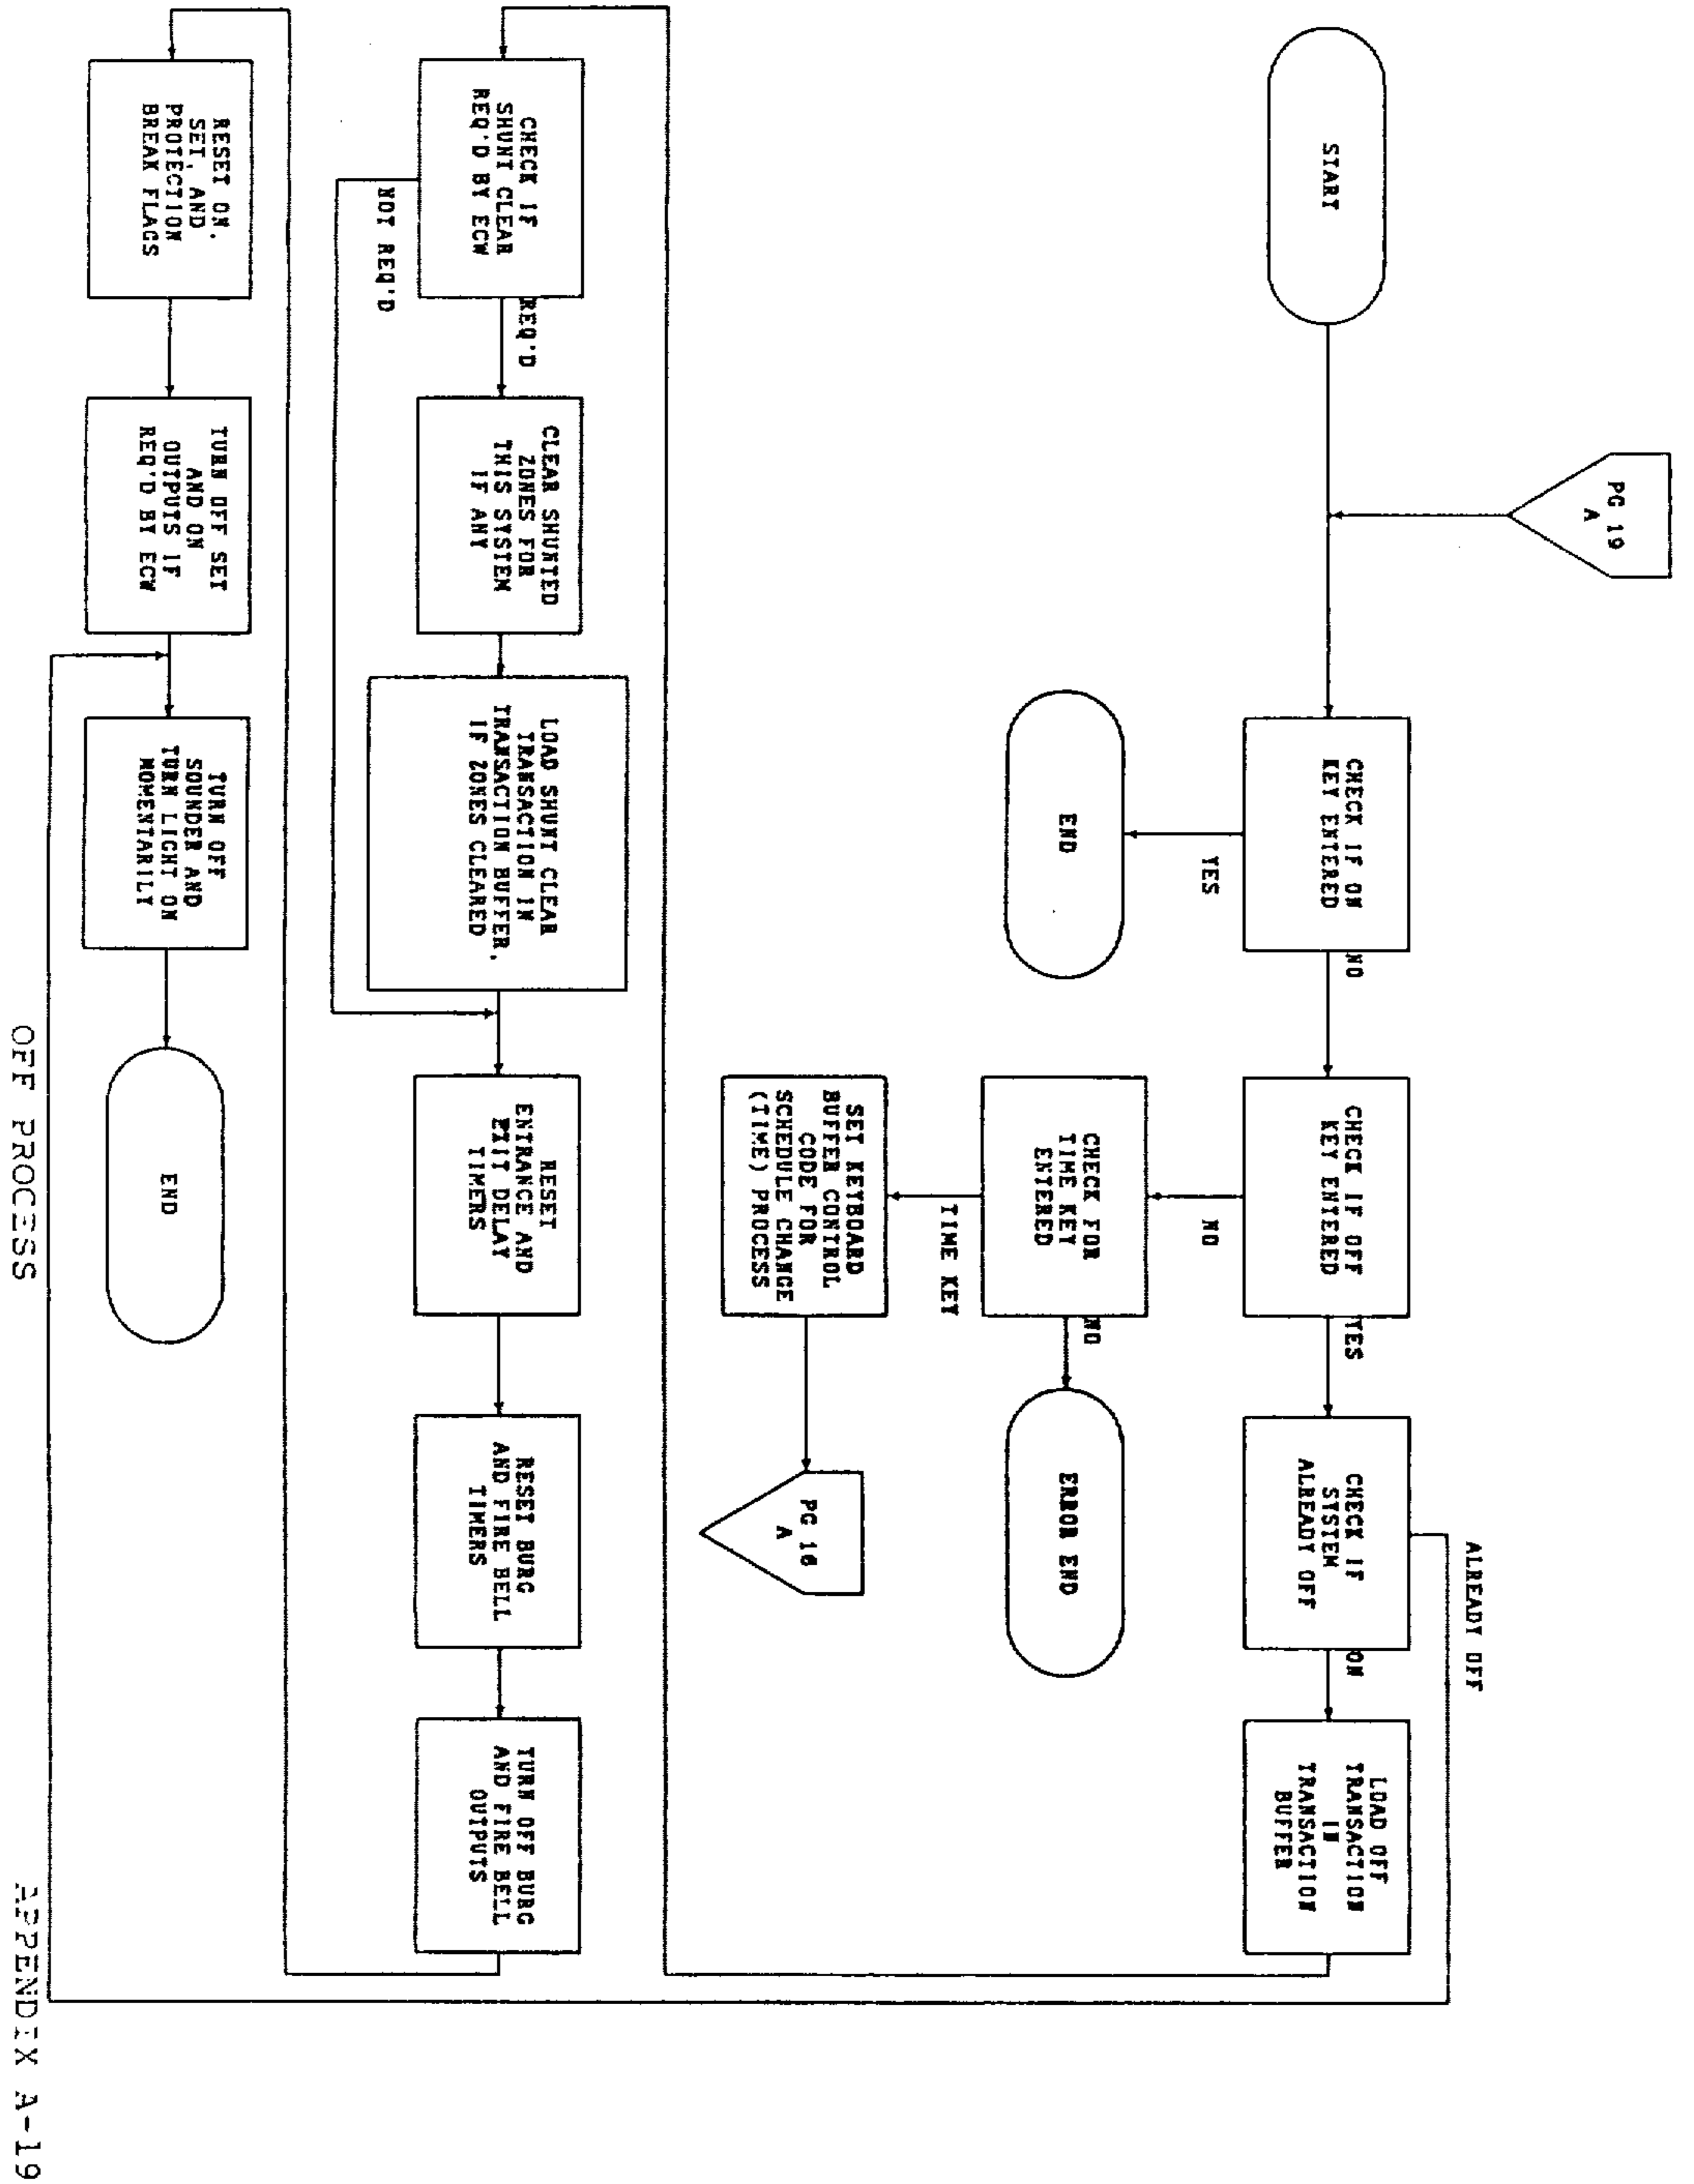 PG 19
A
START
CHECK IF ON
KEY ENTERED
NO
YES
END
CHECK IF OFF
KEY ENTERED
YES
NO
CHECK IF
SYSTEM
ALREADY OFF
ALREADY OFF
ON
LOAD OFF
TRANSACTION
IN
TRANSACTION
BUFFER
CHECK FOR
TIME KEY
ENTERED
NO
ERROR END
TIME KEY
SET KEYBOARD
BUFFER CONTROL
CODE FOR
SCHEDULE CHANGE
(TIME) PROCESS
PG 18
A
CHECK IF
SHUNT CLEAR
REQ'D BY ECW
REQ'D
NOT REQ'D
CLEAR SHUNTED
ZONES FOR
THIS SYSTEM
IF ANY
LOAD SHUNT CLEAR
TRANSACTION IN
TRANSACTION BUFFER,
IF ZONES CLEARED
RESET
ENTRANCE AND
EXIT DELAY
TIMERS
RESET BURG
AND FIRE BELL
TIMERS
TURN OFF BURG
AND FIRE BELL
OUTPUTS
RESET ON,
SET, AND
PROTECTION
BREAK FLAGS
TURN OFF SET
AND ON
OUTPUTS IF
REQ'D BY ECW
TURN OFF
SOUNDER AND
TURN LIGHT ON
MOMENTARILY
END
OFF PROCESS
APPENDIX A-19